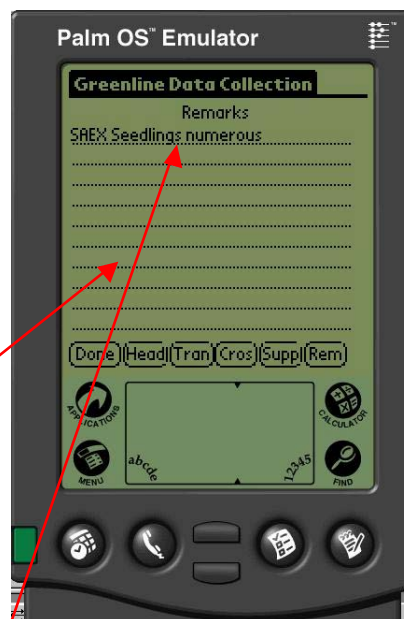 Palm OS™ Emulator
Greenline Data Collection
Remarks
SAEX Seedlings numerous
Done Head Tran Cros Suppl Rem
APPLICATIONS
CALCULATOR
MENU
abcde
12345
FIND